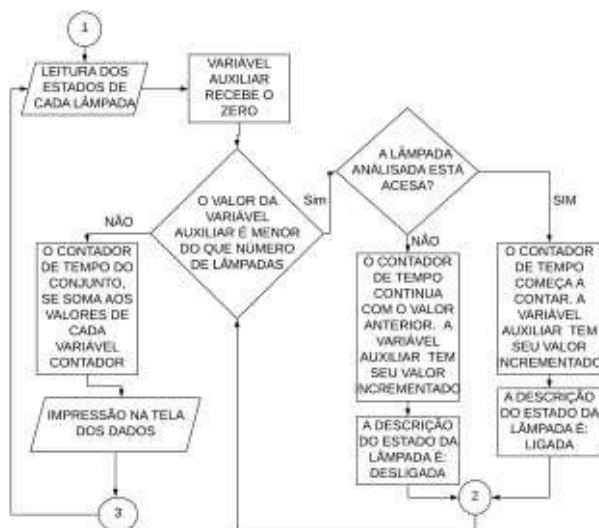 1
LEITURA DOS
ESTADOS DE
CADA LÂMPADA
VARIÁVEL
AUXILIAR
RECEBE O
ZERO
O VALOR DA
VARIÁVEL
AUXILIAR É MENOR
DO QUE NÚMERO
DE LÂMPADAS
Sim
NÃO
A LÂMPADA
ANÁLISADA ESTÁ
ACESA?
NÃO
SIM
O CONTADOR
DE TEMPO DO
CONJUNTO,
SE SOMA AOS
VALORES DE
CADA
VARIÁVEL
CONTADOR
IMPRESSÃO NA TELA
DOS DADOS
3
O CONTADOR
DE TEMPO
CONTINUA
COM O VALOR
ANTERIOR. A
VARIÁVEL
AUXILIAR TEM
SEU VALOR
INCREMENTADO
A DESCRIÇÃO
DO ESTADO DA
LÂMPADA É:
DESLIGADA
O CONTADOR
DE TEMPO
COMEÇA A
CONTAR. A
VARIÁVEL
AUXILIAR TEM
SEU VALOR
INCREMENTADO
A DESCRIÇÃO
DO ESTADO DA
LÂMPADA É:
LIGADA
2